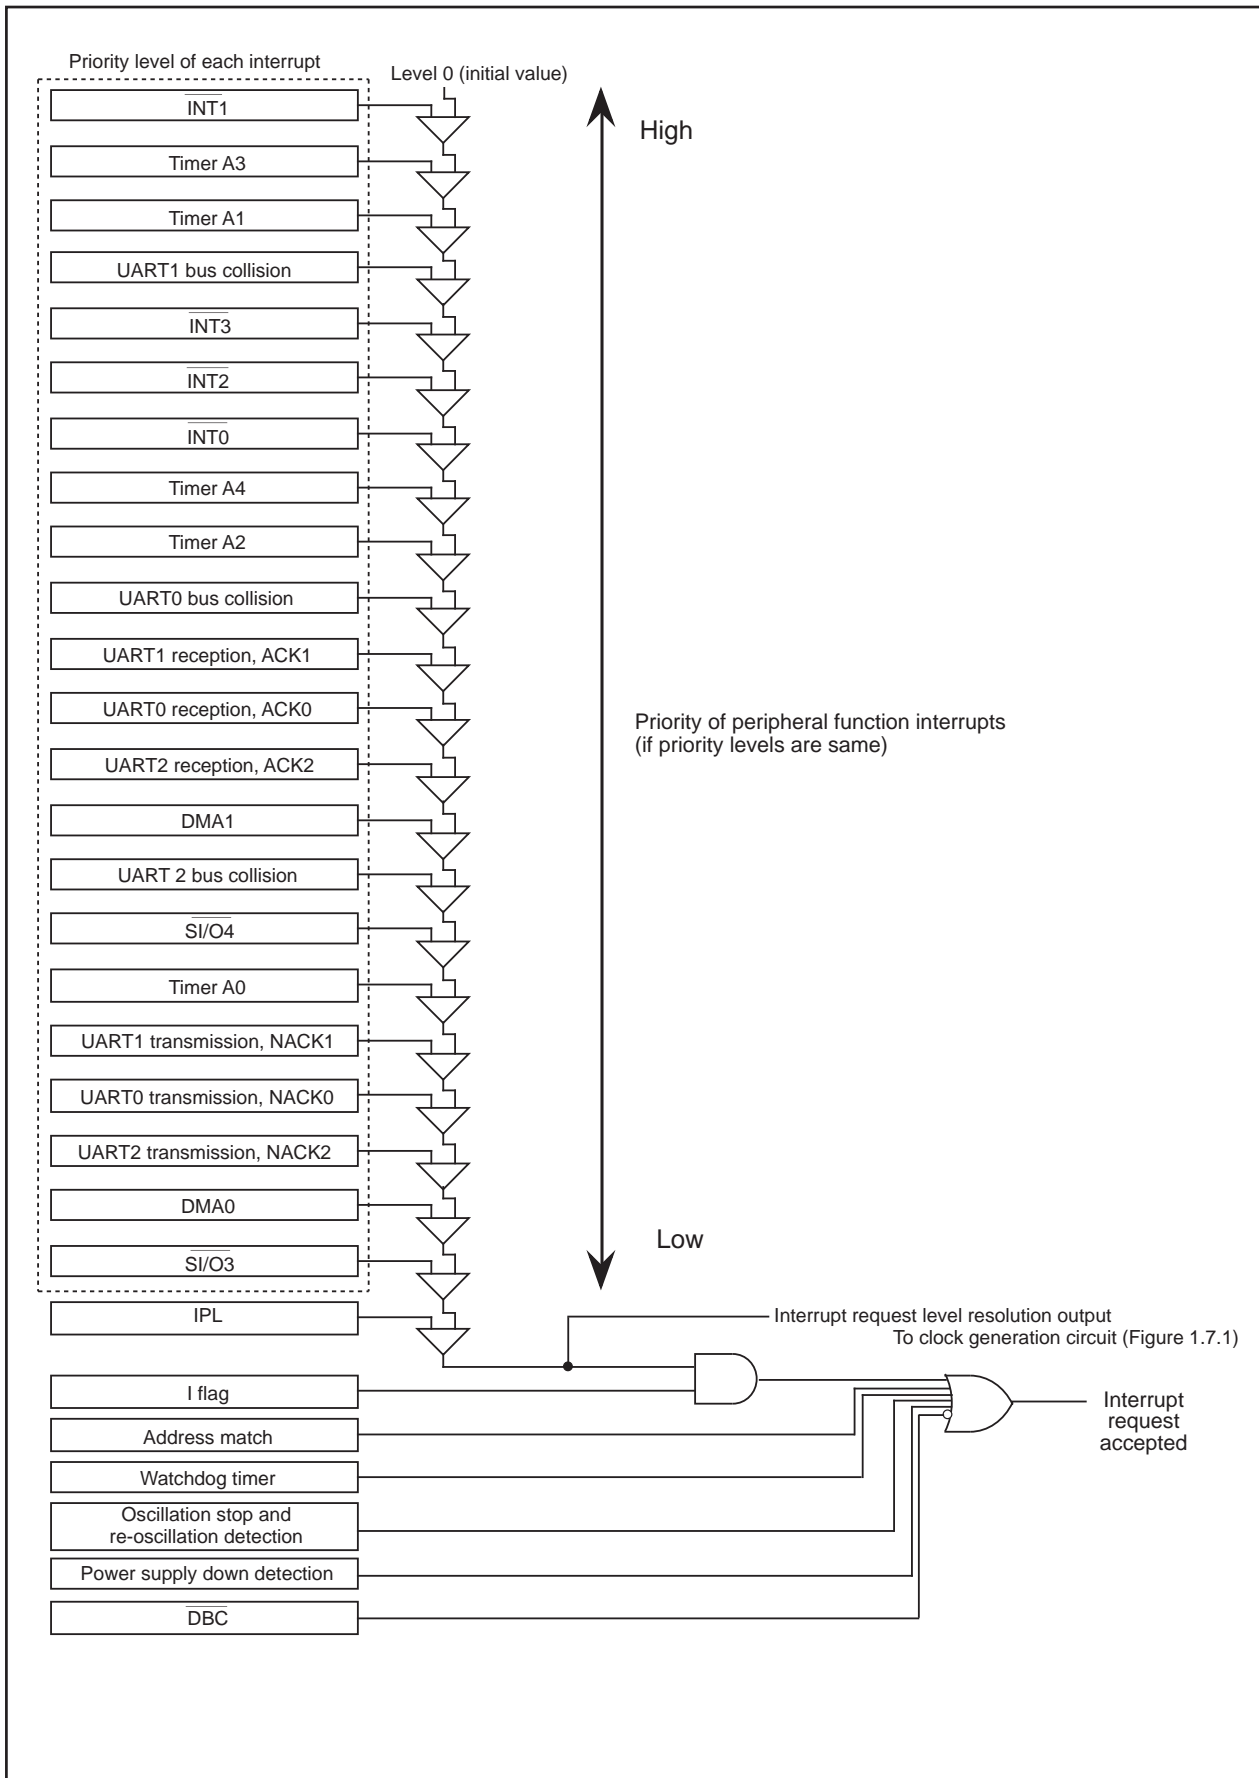 Priority level of each interrupt
Level 0 (initial value)
INT1
High
Timer A3
Timer A1
UART1 bus collision
INT3
INT2
INT0
Timer A4
Timer A2
UART0 bus collision
UART1 reception, ACK1
UART0 reception, ACK0
Priority of peripheral function interrupts
(if priority levels are same)
UART2 reception, ACK2
DMA1
UART 2 bus collision
SI/O4
Timer A0
UART1 transmission, NACK1
UART0 transmission, NACK0
UART2 transmission, NACK2
DMA0
Low
SI/O3
IPL
Interrupt request level resolution output
To clock generation circuit (Figure 1.7.1)
I flag
Interrupt
request
accepted
Address match
Watchdog timer
Oscillation stop and
re-oscillation detection
Power supply down detection
DBC